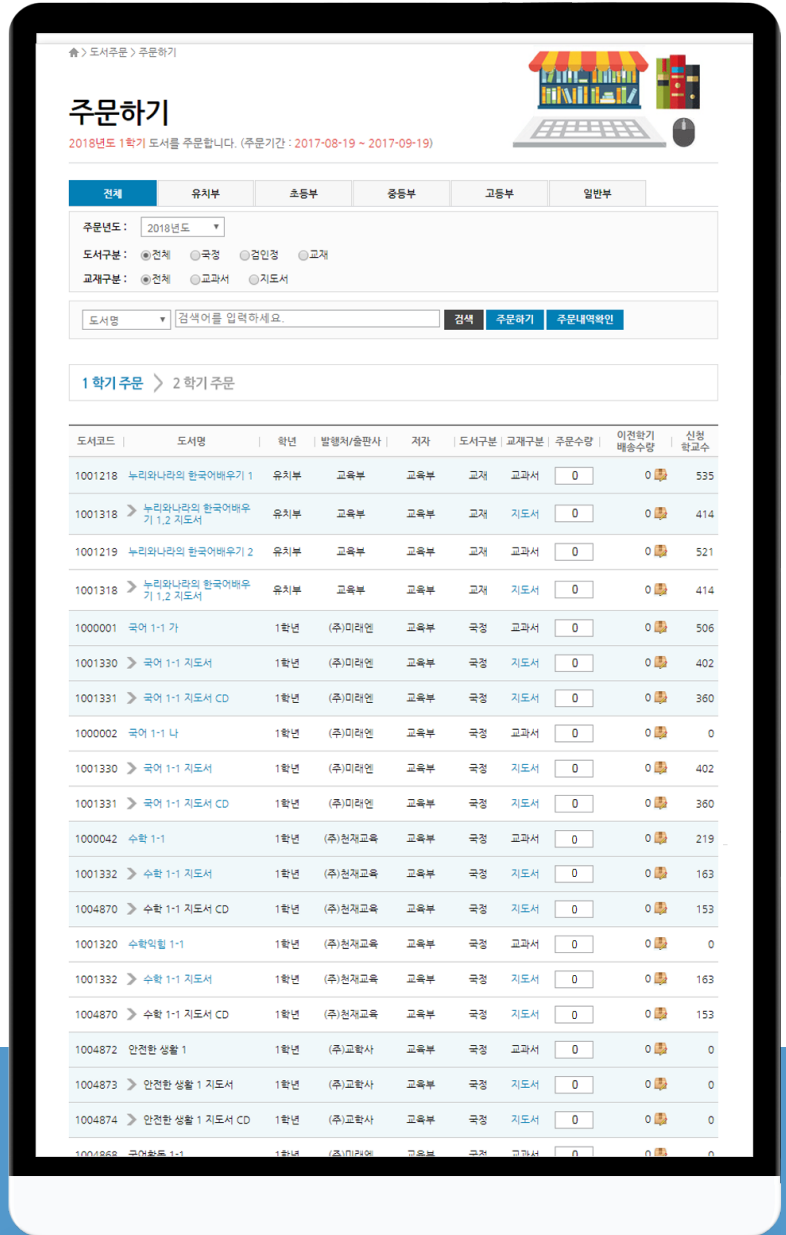 > 도서주문 > 주문하기
주문하기
2018년도 1학기 도서를 주문합니다. (주문기간 : 2017-08-19 ~ 2017-09-19)
전체 유치부 초등부 중등부 고등부 일반부
주문년도 : 2018년도
도서구분 : 전체 국정 검인정 교재
교재구분 : 전체 교과서 지도서
도서명 검색어를 입력하세요. 검색 주문하기 주문내역확인
1 학기 주문 2 학기 주문
도서코드 도서명 학년 발행처/출판사 저자 도서구분 교재구분 주문수량 이전학기 배송수량 신청 학교수
1001218 누리와나라의 한국어배우기 1 유치부 교육부 교육부 교재 교과서 0 0 535
1001318 누리와나라의 한국어배우기 1,2 지도서 유치부 교육부 교육부 교재 지도서 0 0 414
1001219 누리와나라의 한국어배우기 2 유치부 교육부 교육부 교재 교과서 0 0 521
1001318 누리와나라의 한국어배우기 1,2 지도서 유치부 교육부 교육부 교재 지도서 0 0 414
1000001 국어 1-1 가 1학년 (주)미래엔 교육부 국정 교과서 0 0 506
1001330 국어 1-1 지도서 1학년 (주)미래엔 교육부 국정 지도서 0 0 402
1001331 국어 1-1 지도서 CD 1학년 (주)미래엔 교육부 국정 지도서 0 0 360
1000002 국어 1-1 나 1학년 (주)미래엔 교육부 국정 교과서 0 0 0
1001330 국어 1-1 지도서 1학년 (주)미래엔 교육부 국정 지도서 0 0 402
1001331 국어 1-1 지도서 CD 1학년 (주)미래엔 교육부 국정 지도서 0 0 360
1000042 수학 1-1 1학년 (주)천재교육 교육부 국정 교과서 0 0 219
1001332 수학 1-1 지도서 1학년 (주)천재교육 교육부 국정 지도서 0 0 163
1004870 수학 1-1 지도서 CD 1학년 (주)천재교육 교육부 국정 지도서 0 0 153
1001320 수학익힘 1-1 1학년 (주)천재교육 교육부 국정 교과서 0 0 0
1001332 수학 1-1 지도서 1학년 (주)천재교육 교육부 국정 지도서 0 0 163
1004870 수학 1-1 지도서 CD 1학년 (주)천재교육 교육부 국정 지도서 0 0 153
1004872 안전한 생활 1 1학년 (주)교학사 교육부 국정 교과서 0 0 0
1004873 안전한 생활 1 지도서 1학년 (주)교학사 교육부 국정 지도서 0 0 0
1004874 안전한 생활 1 지도서 CD 1학년 (주)교학사 교육부 국정 지도서 0 0 0
1004868 국어활동 1-1 1학년 (주)미래엔 교육부 국정 교과서 0 0 0